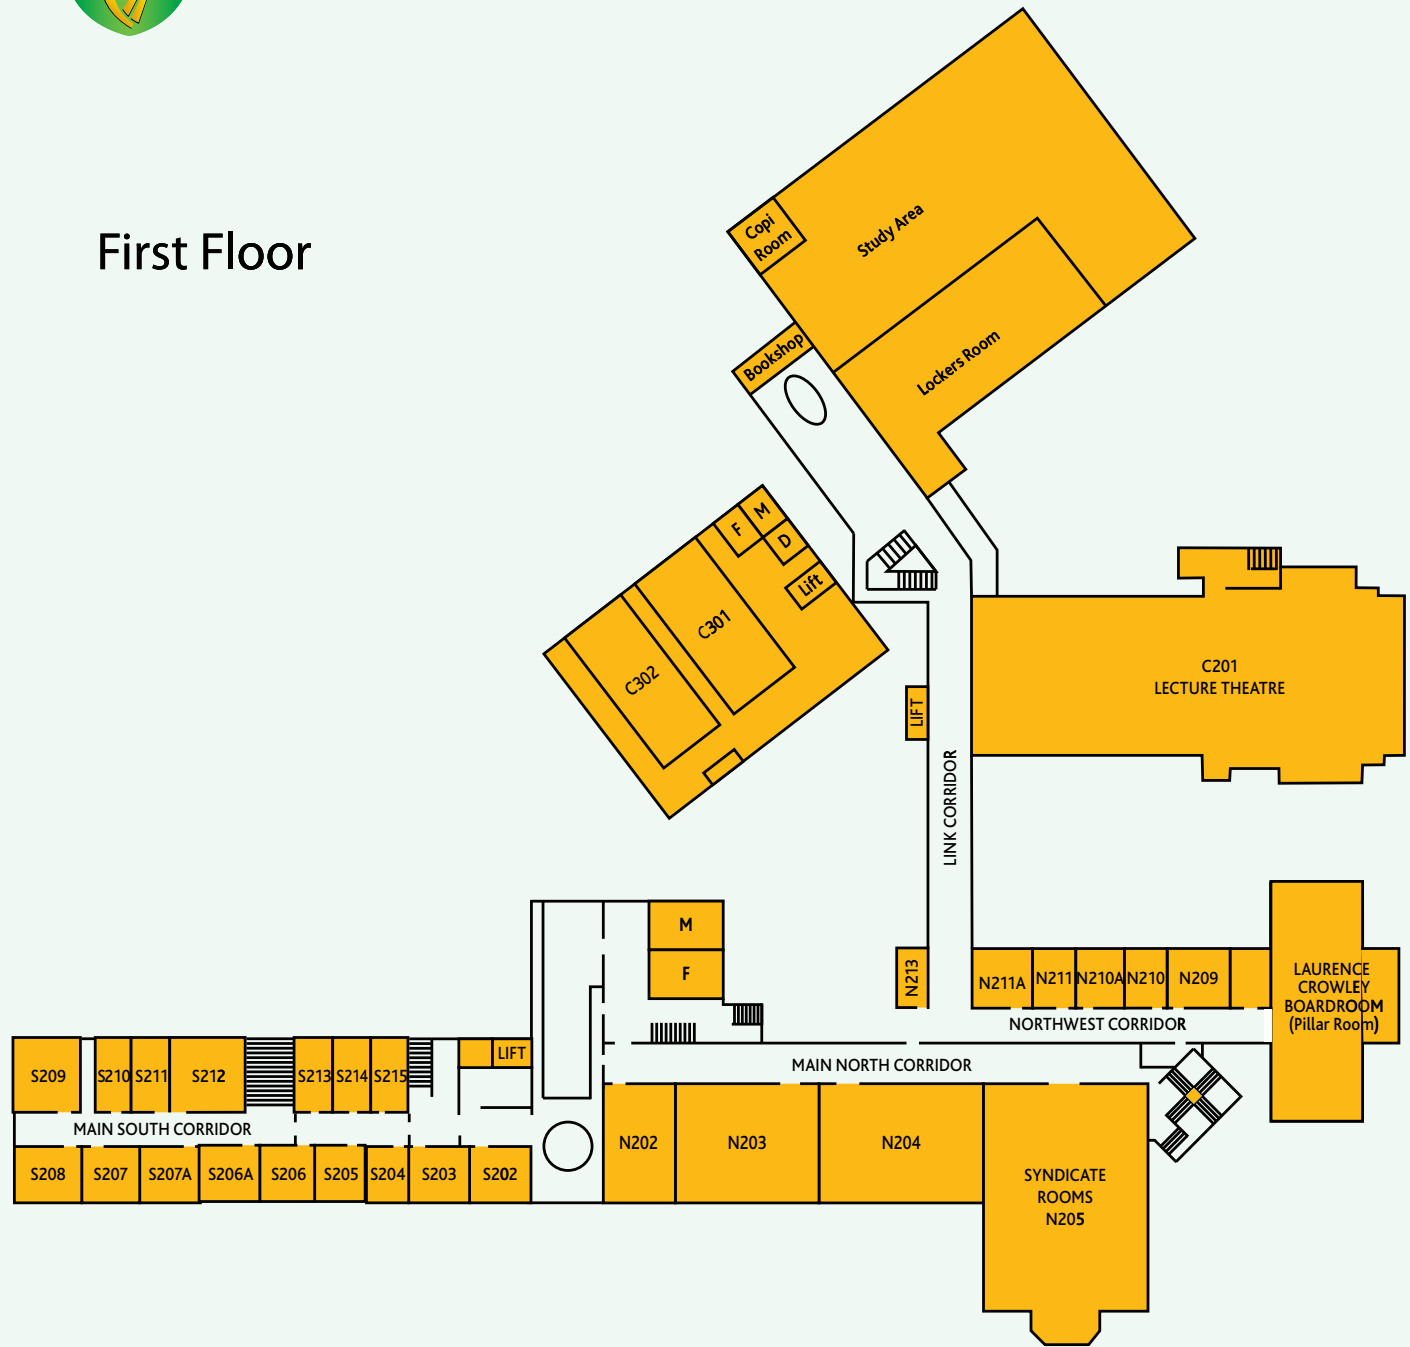 First Floor
Copi
Room
Study Area
Bookshop
Lockers Room
F
M
D
Lift
C301
C302
C201
LECTURE THEATRE
LIFT
LINK CORRIDOR
M
F
N213
N211A
N211
N210A
N210
N209
LAURENCE
CROWLEY
BOARDROOM
(Pillar Room)
NORTHWEST CORRIDOR
MAIN NORTH CORRIDOR
S209
S210
S211
S212
S213
S214
S215
LIFT
MAIN SOUTH CORRIDOR
S208
S207
S207A
S206A
S206
S205
S204
S203
S202
N202
N203
N204
SYNDICATE
ROOMS
N205